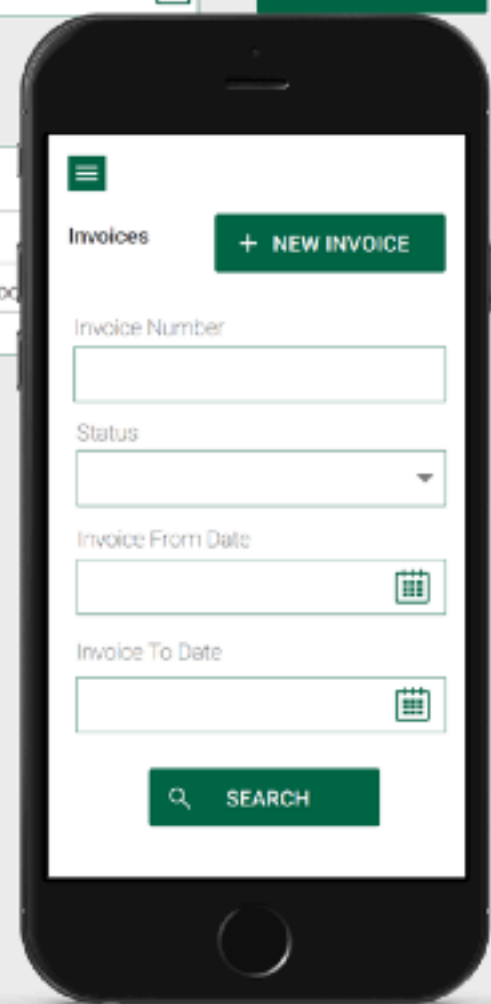 Invoices
+ NEW INVOICE
Invoice Number
Status
Invoice From Date
Invoice To Date
SEARCH